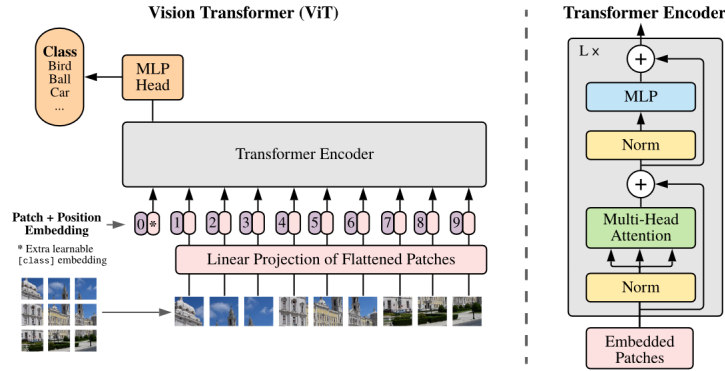 Vision Transformer (ViT)
Class
Bird
Ball
Car
...
MLP
Head
Transformer Encoder
Patch + Position
Embedding
0 * 1 2 3 4 5 6 7 8 9
* Extra learnable
[class] embedding
Linear Projection of Flattened Patches
Transformer Encoder
L x
+
MLP
Norm
+
Multi-Head
Attention
Norm
Embedded
Patches